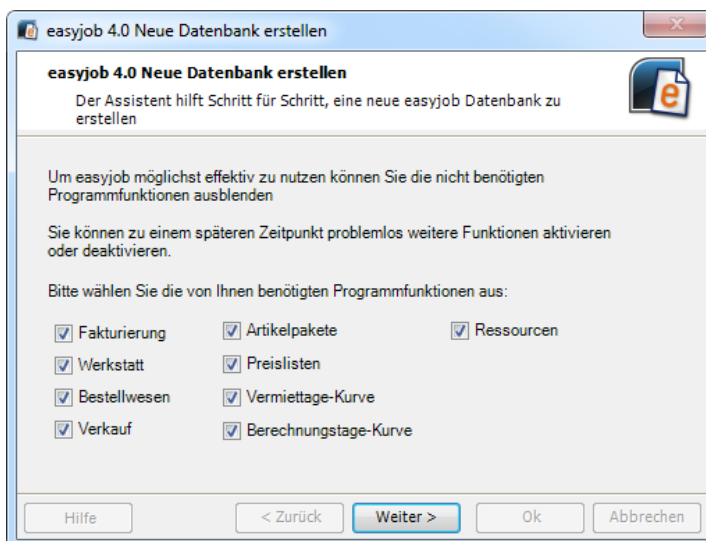 easyjob 4.0 Neue Datenbank erstellen
easyjob 4.0 Neue Datenbank erstellen
Der Assistent hilft Schritt für Schritt, eine neue easyjob Datenbank zu
erstellen
Um easyjob möglichst effektiv zu nutzen können Sie die nicht benötigten
Programmfunktionen ausblenden
Sie können zu einem späteren Zeitpunkt problemlos weitere Funktionen aktivieren
oder deaktivieren.
Bitte wählen Sie die von Ihnen benötigten Programmfunktionen aus:
Fakturierung Artikelpakete Ressourcen
Werkstatt Preislisten
Bestellwesen Vermiettage-Kurve
Verkauf Berechnungstage-Kurve
Hilfe < Zurück Weiter > Ok Abbrechen